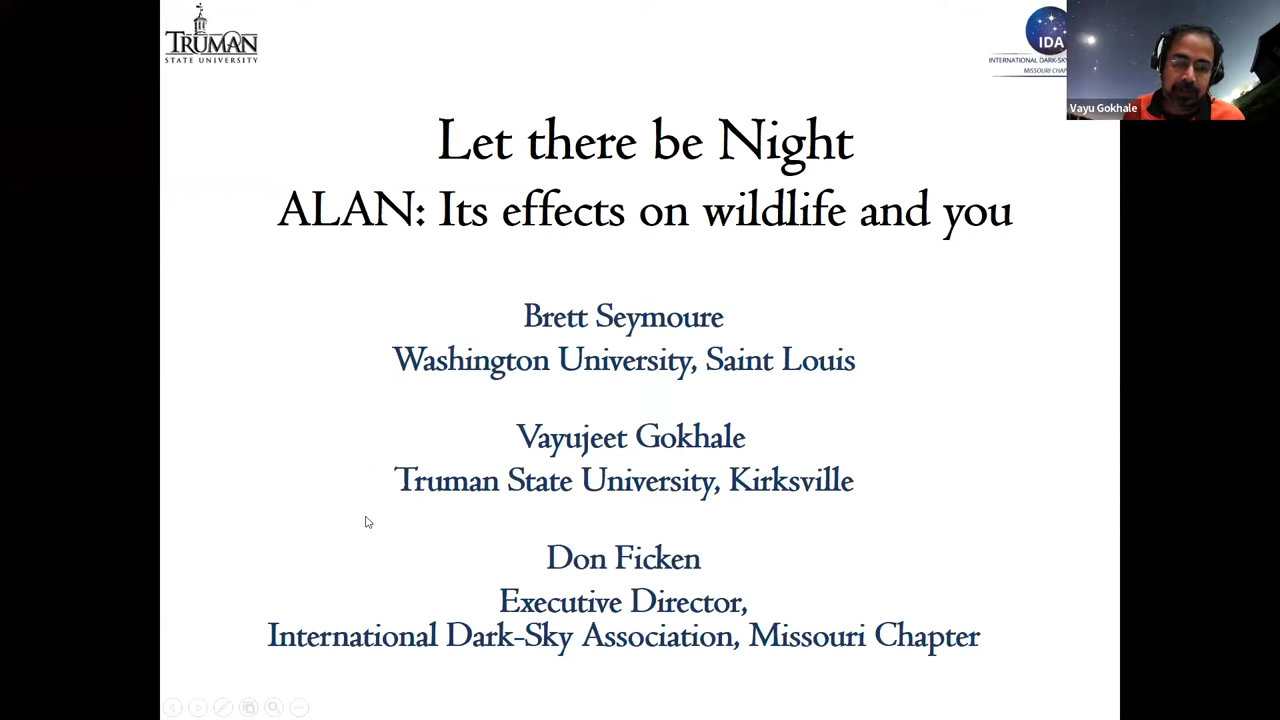 TRUMAN
STATE UNIVERSITY
IDA
INTERNATIONAL DARK-SKY
MISSOURI
Vayu Gokhale
Let there be Night
ALAN: Its effects on wildlife and you
Brett Seymoure
Washington University, Saint Louis
Vayujeet Gokhale
Truman State University, Kirksville
Don Ficken
Executive Director,
International Dark-Sky Association, Missouri Chapter